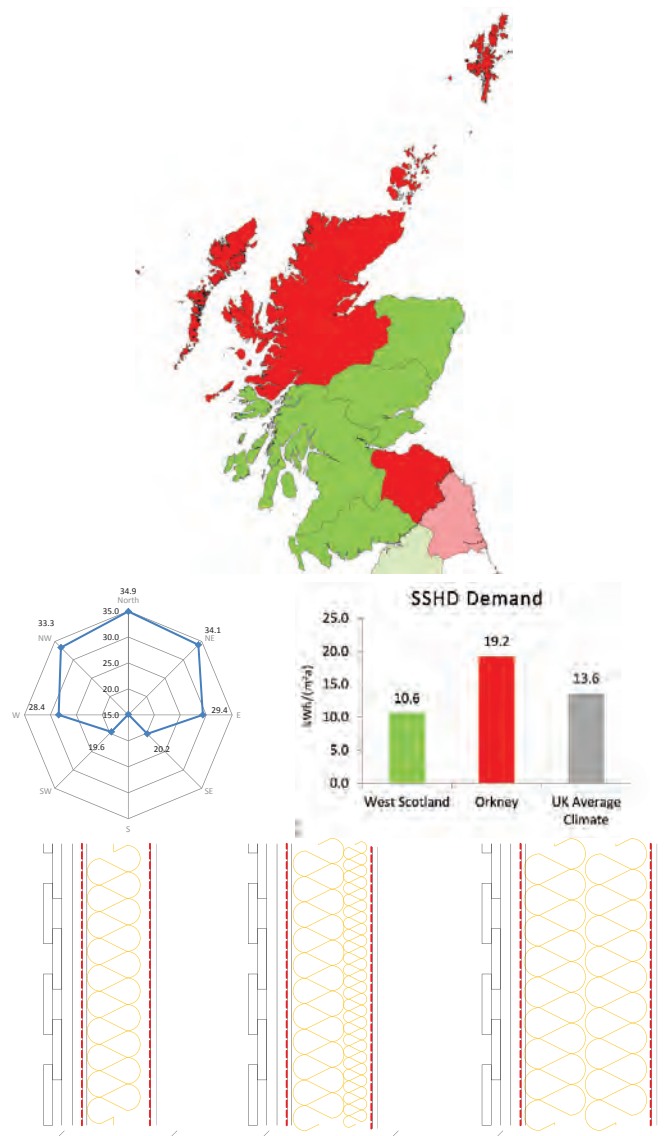 34.9
North
35.0
33.3
NW
34.1
NE
30.0
25.0
20.0
W
28.4
15.0
29.4
E
19.6
20.2
SW
SE
S
SSHD Demand
kWh/(m²a)
25.0
20.0
15.0
10.0
5.0
0.0
10.6
19.2
13.6
West Scotland
Orkney
UK Average
Climate